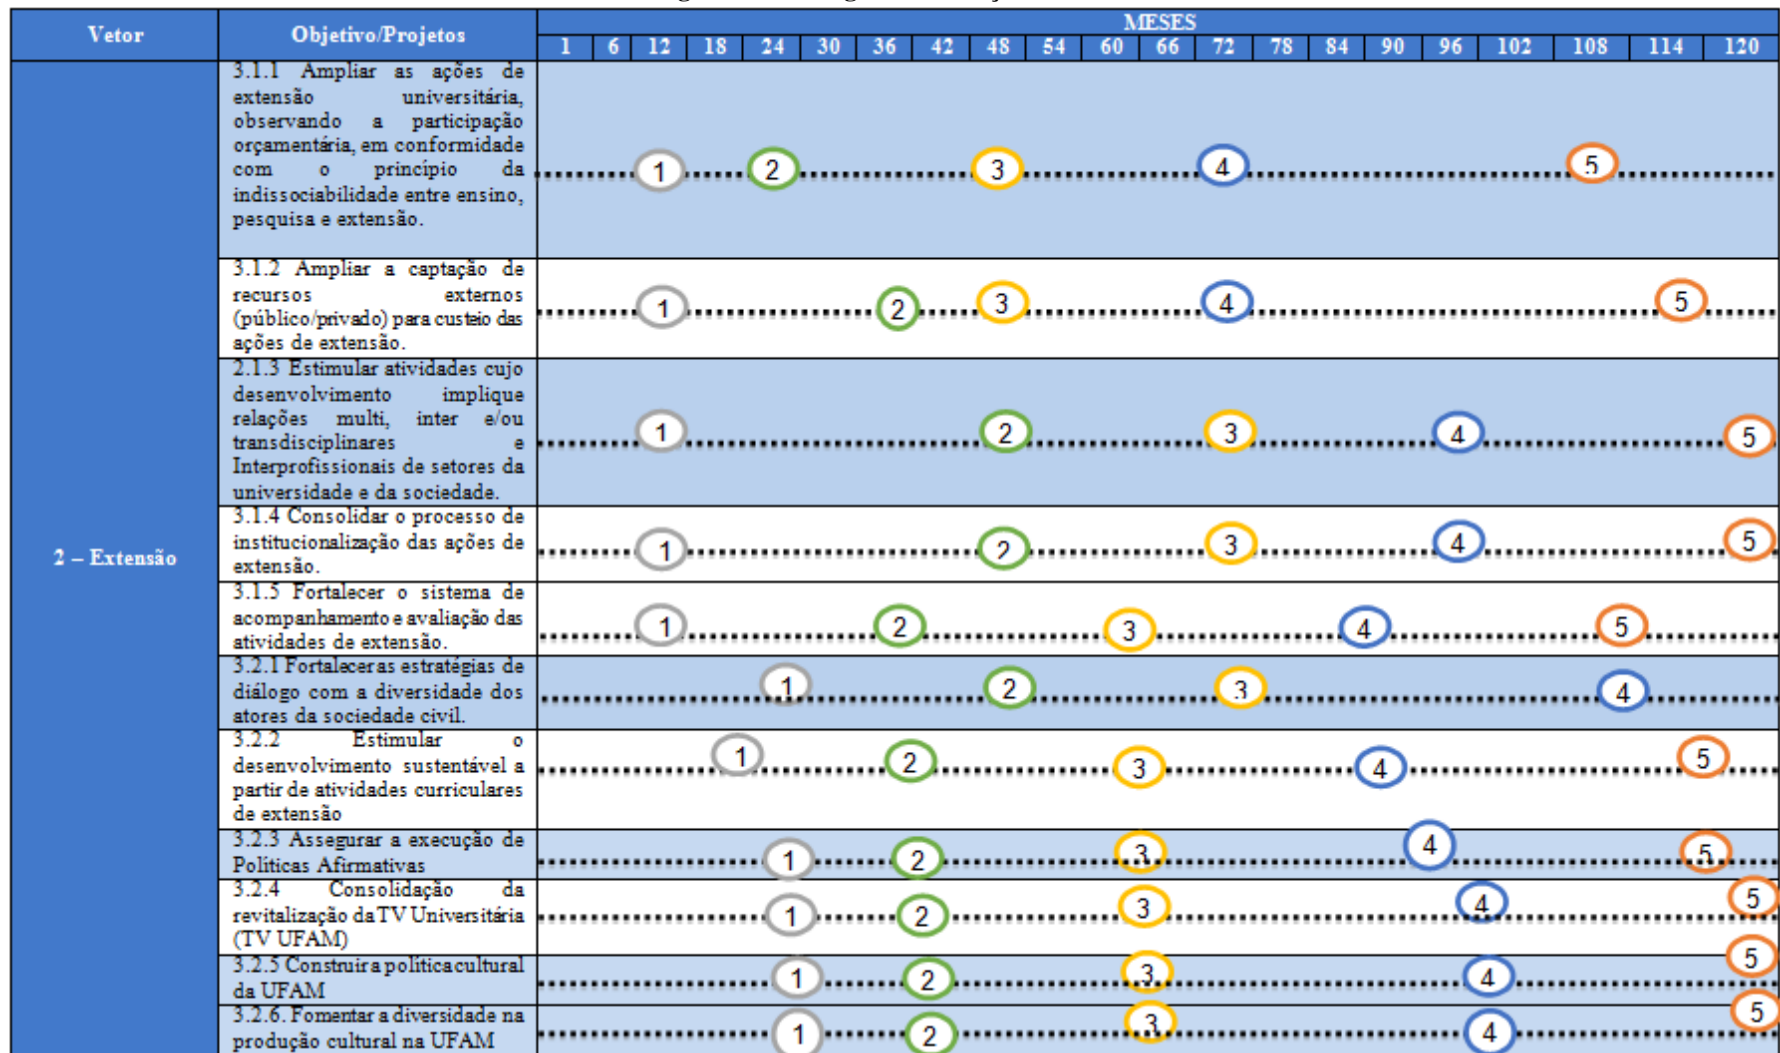 Vetor
Objetivo/Projetos
MESES
1 6 12 18 24 30 36 42 48 54 60 66 72 78 84 90 96 102 108 114 120
2 – Extensão
3.1.1 Ampliar as ações de
extensão universitária,
observando a participação
orçamentária, em conformidade
com o princípio da
indissociabilidade entre ensino,
pesquisa e extensão.
1 2 3 4 5
3.1.2 Ampliar a captação de
recursos externos
(público/privado) para custeio das
ações de extensão.
1 2 3 4 5
2.1.3 Estimular atividades cujo
desenvolvimento implique
relações multi, inter e/ou
transdisciplinares e
Interprofissionais de setores da
universidade e da sociedade.
1 2 3 4 5
3.1.4 Consolidar o processo de
institucionalização das ações de
extensão.
1 2 3 4 5
3.1.5 Fortalecer o sistema de
acompanhamento e avaliação das
atividades de extensão.
1 2 3 4 5
3.2.1 Fortalecer as estratégias de
diálogo com a diversidade dos
atores da sociedade civil.
1 2 3 4
3.2.2 Estimular o
desenvolvimento sustentável a
partir de atividades curriculares
de extensão
1 2 3 4 5
3.2.3 Assegurar a execução de
Políticas Afirmativas
1 2 3 4 5
3.2.4 Consolidação da
revitalização da TV Universitária
(TV UFAM)
1 2 3 4 5
3.2.5 Construir a política cultural
da UFAM
1 2 3 4 5
3.2.6. Fomentar a diversidade na
produção cultural na UFAM
1 2 3 4 5